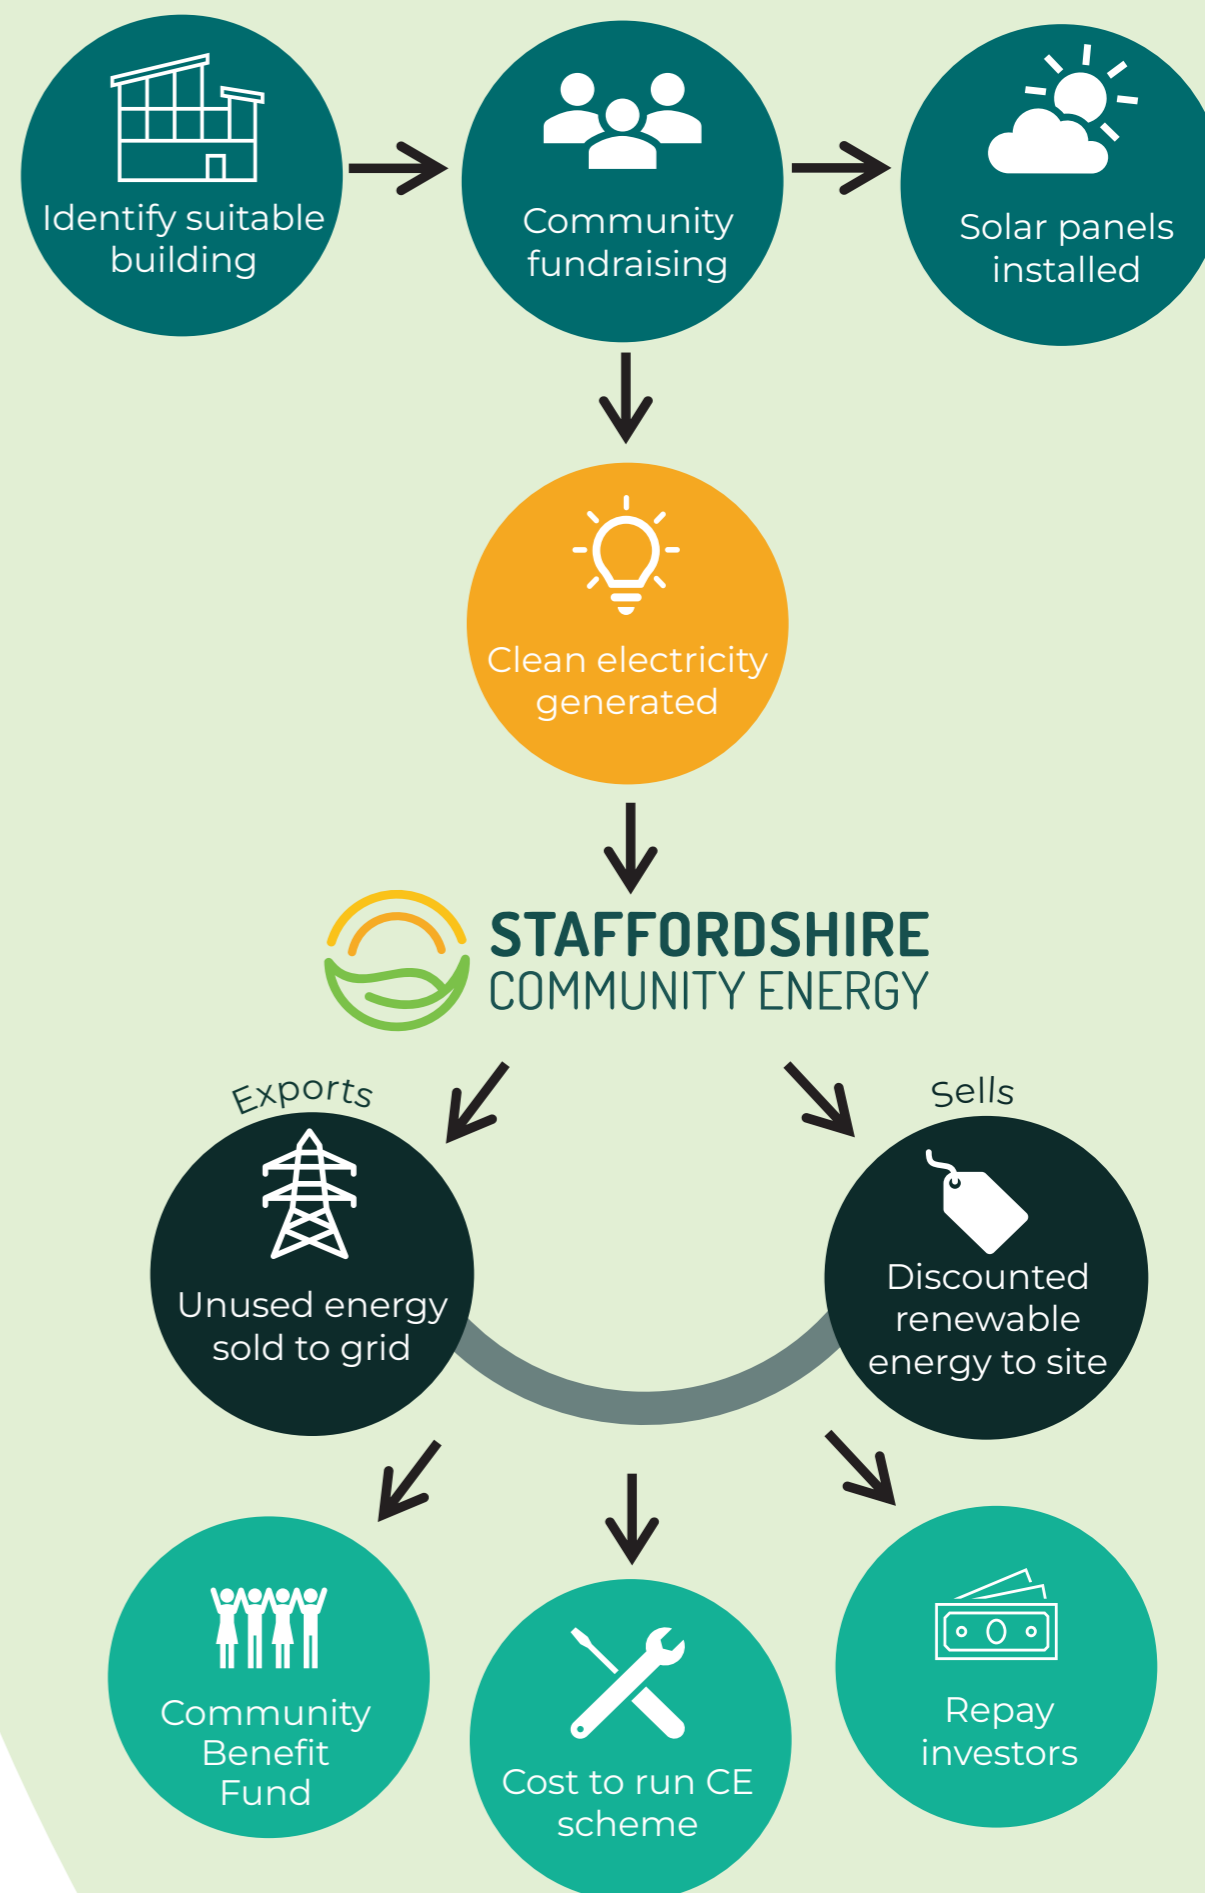 Identify suitable
building
Community
fundraising
Solar panels
installed
Clean electricity
generated
STAFFORDSHIRE
COMMUNITY ENERGY
Exports
Unused energy
sold to grid
Sells
Discounted
renewable
energy to site
Community
Benefit
Fund
Cost to run CE
scheme
Repay
investors